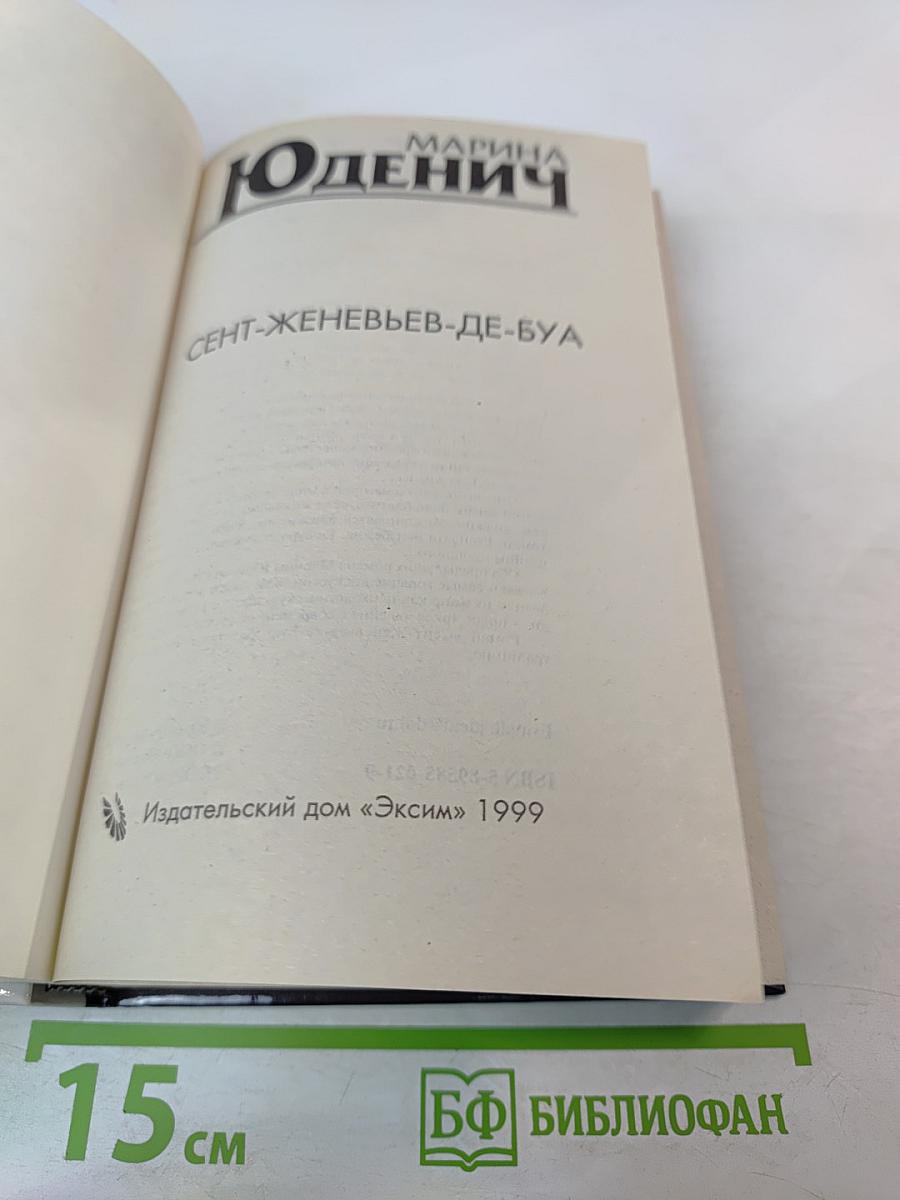 МАРИНА
ЮДЕНИЧ
СЕНТ-ЖЕНЕВЬЕВ-ДЕ-БУА
Издательский дом «Эксим» 1999
15 см
БФ БИБЛИОФАН